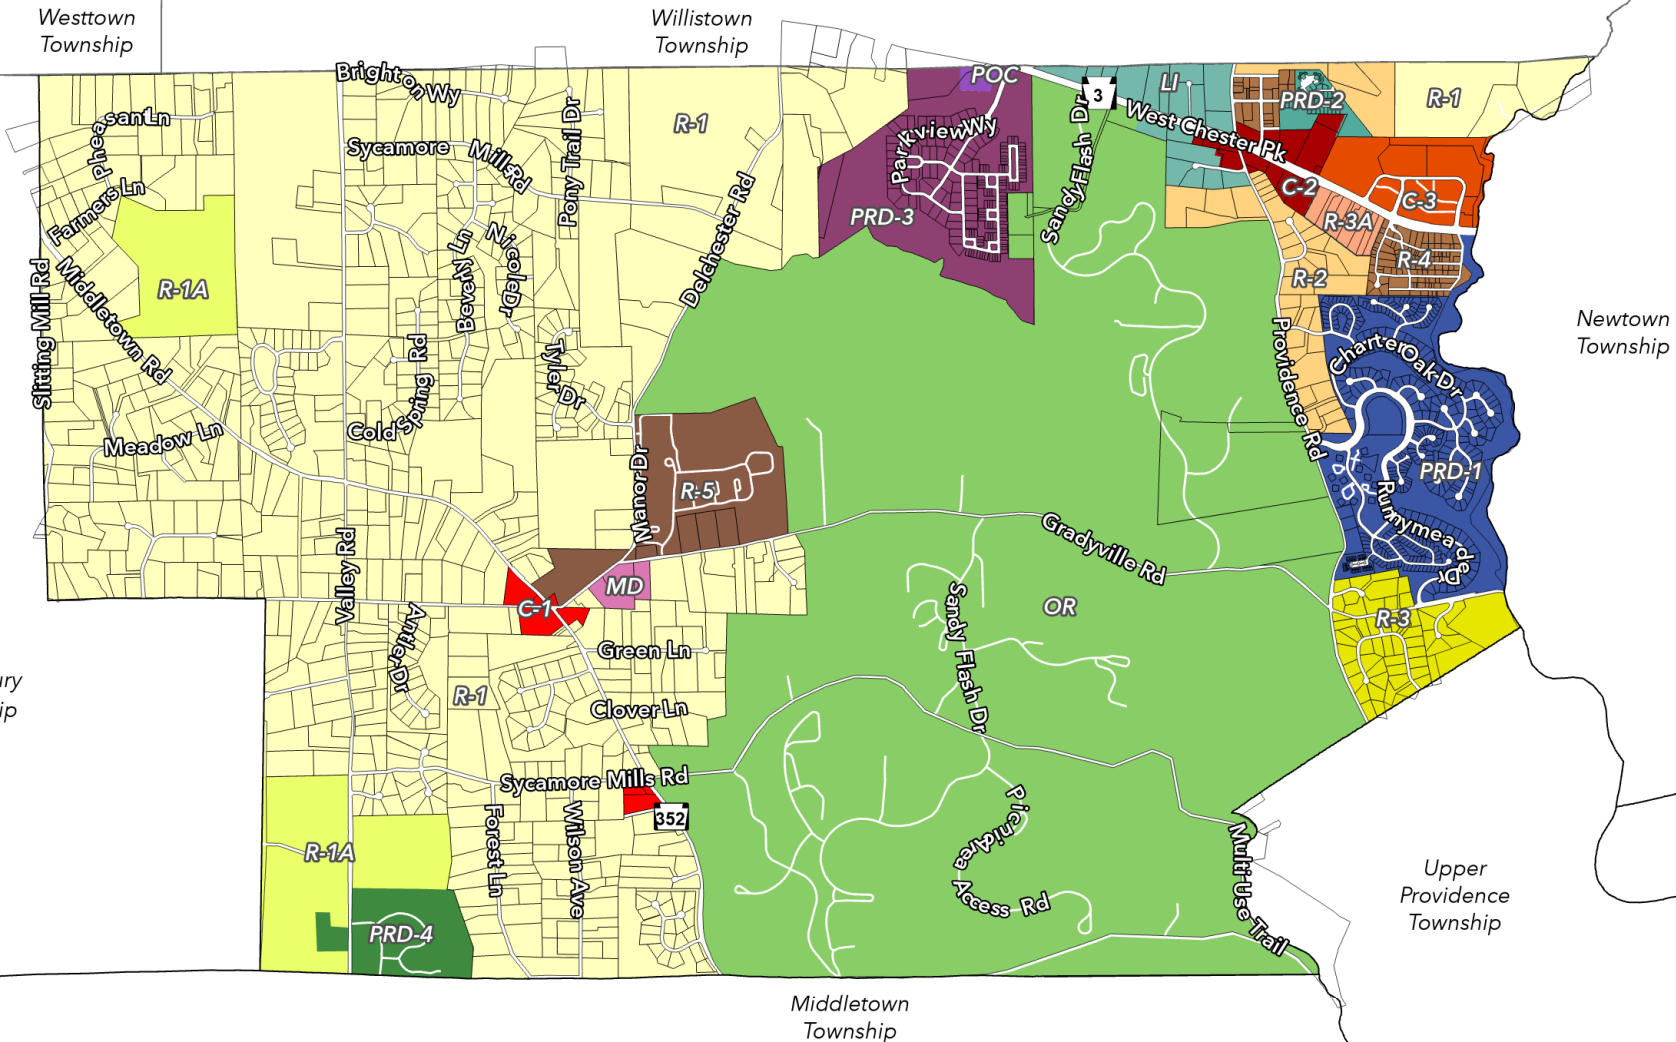 Westtown
Township
Willistown
Township
Brighton Wy
POC
3
LI
PRD-2
R-1
Pheasant Ln
Sycamore Mills Rd
Pony Trail Dr
R-1
Parkview Wy
Sandy Flash Dr
West Chester Pk
Farmers Ln
C-2
C-3
R-3A
PRD-3
Delchester Rd
Nicole Dr
Beverly Ln
R-4
R-2
R-1A
Slitting Mill Rd
Middletown Rd
Newtown
Township
Charter Oak Dr
Providence Rd
Tyler Dr
Cold Spring Rd
Meadow Ln
PRD-1
Manor Dr
R-5
Runnymeade Dr
Gradyville Rd
Valley Rd
MD
C-1
OR
R-3
Antler Dr
Green Ln
Sandy Flash Dr
ury
ip
R-1
Clover Ln
Sycamore Mills Rd
352
Picnic Area Access Rd
Forest Ln
Wilson Ave
R-1A
Multi Use Trail
Upper
Providence
Township
PRD-4
Middletown
Township